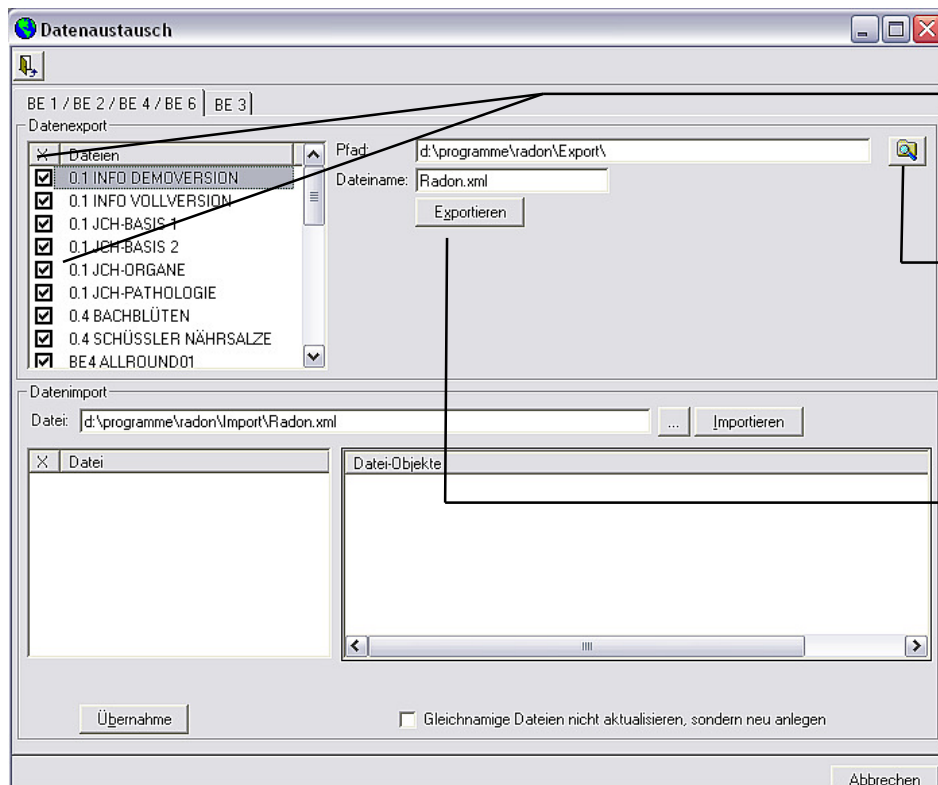 Datenaustausch
BE 1 / BE 2 / BE 4 / BE 6 BE 3
Datenexport
X Dateien
0.1 INFO DEMOVERSION
0.1 INFO VOLLVERSION
0.1 JCH-BASIS 1
0.1 JCH-BASIS 2
0.1 JCH-ORGANE
0.1 JCH-PATHOLOGIE
0.4 BACHBLÜTEN
0.4 SCHÜSSLER NÄHRSALZE
BE4 ALLROUND01
Pfad: d:\programme\radon\Export\
Dateiname: Radon.xml
Exportieren
Datenimport
Datei: d:\programme\radon\Import\Radon.xml ... Importieren
X Datei
Datei-Objekte
Übernahme
Gleichnamige Dateien nicht aktualisieren, sondern neu anlegen
Abbrechen